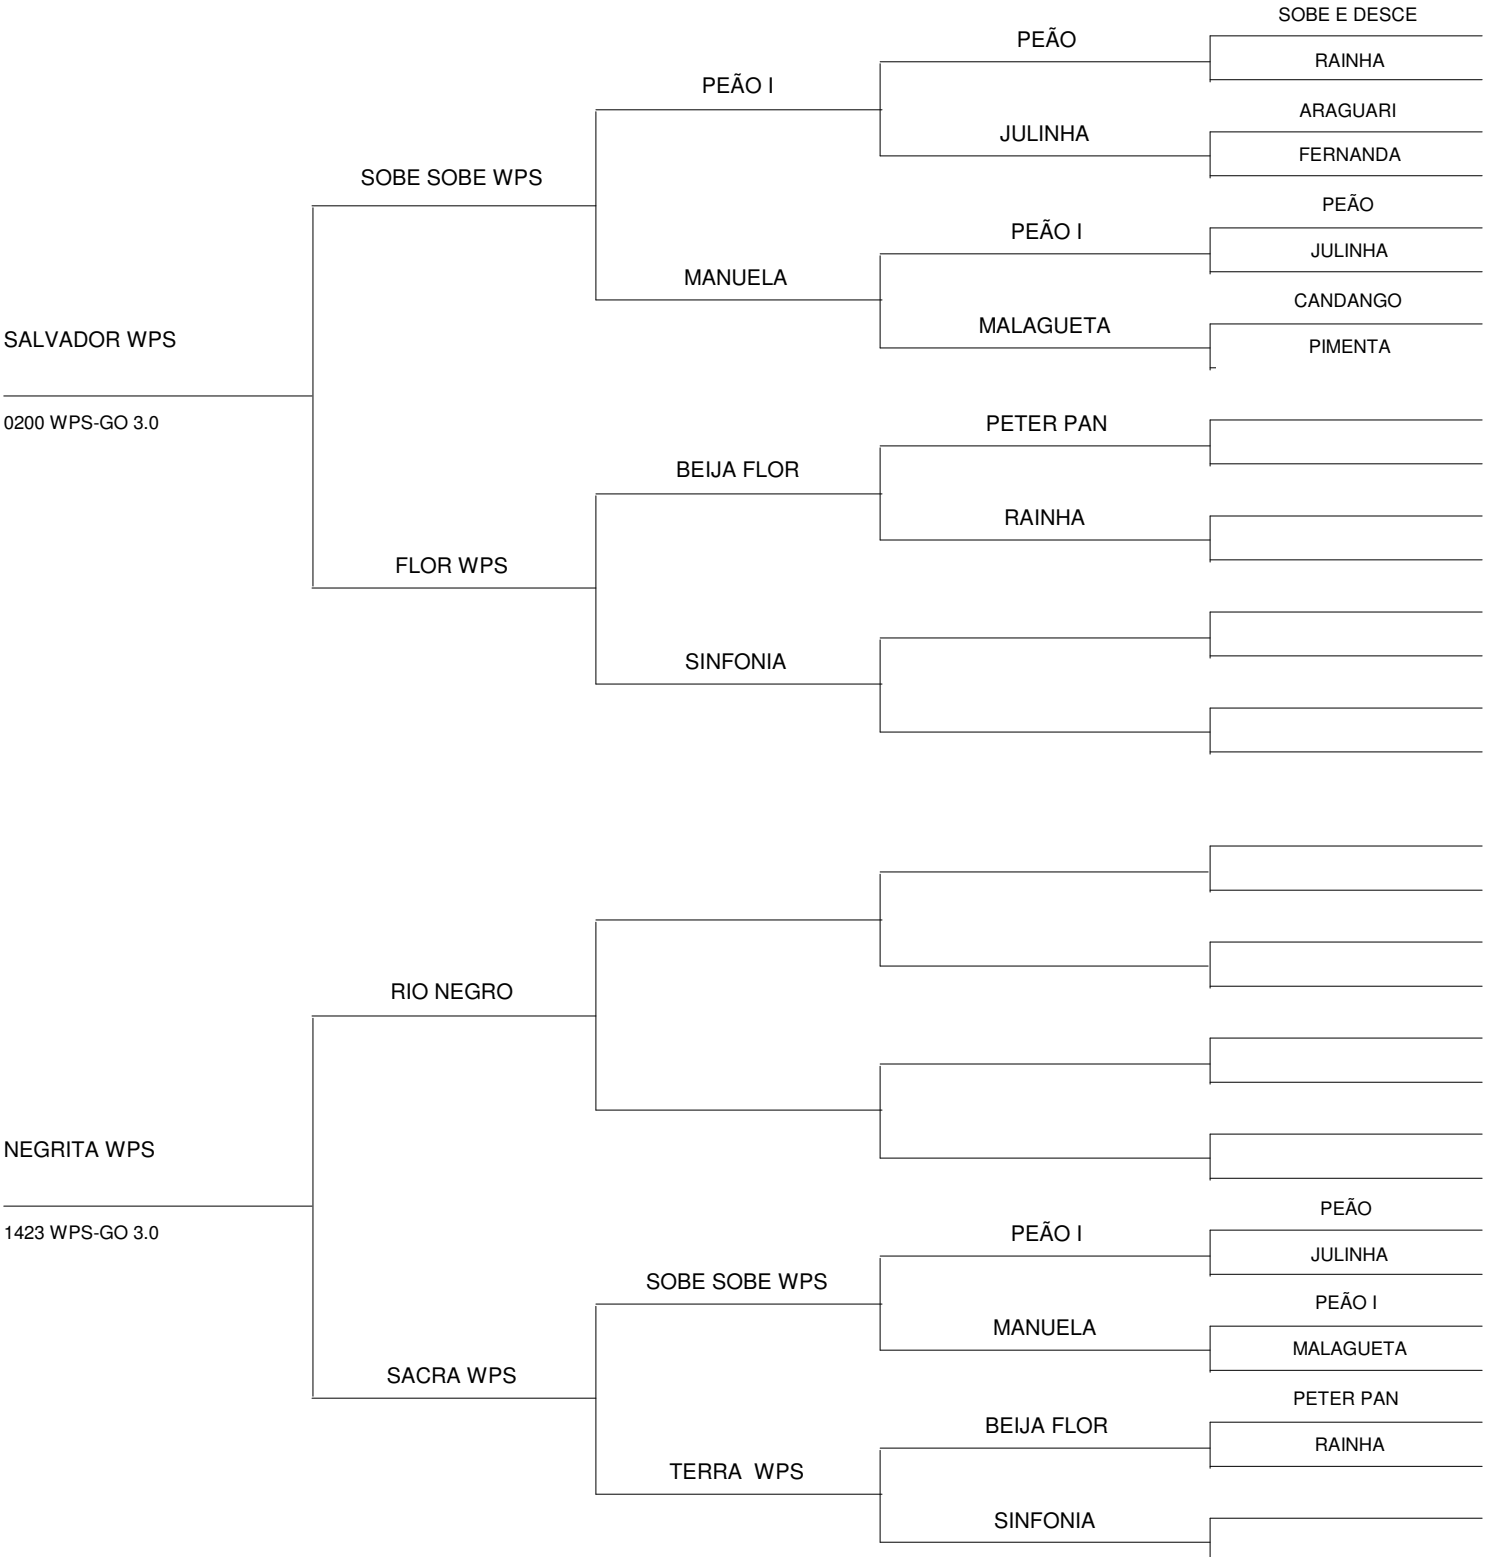 SOBE E DESCE
PEÃO
RAINHA
PEÃO I
ARAGUARI
JULINHA
FERNANDA
SOBE SOBE WPS
PEÃO
PEÃO I
JULINHA
MANUELA
CANDANGO
MALAGUETA
SALVADOR WPS
PIMENTA
0200 WPS-GO 3.0
PETER PAN
BEIJA FLOR
RAINHA
FLOR WPS
SINFONIA
RIO NEGRO
NEGRITA WPS
PEÃO
1423 WPS-GO 3.0
PEÃO I
JULINHA
SOBE SOBE WPS
PEÃO I
MANUELA
MALAGUETA
SACRA WPS
PETER PAN
BEIJA FLOR
RAINHA
TERRA WPS
SINFONIA